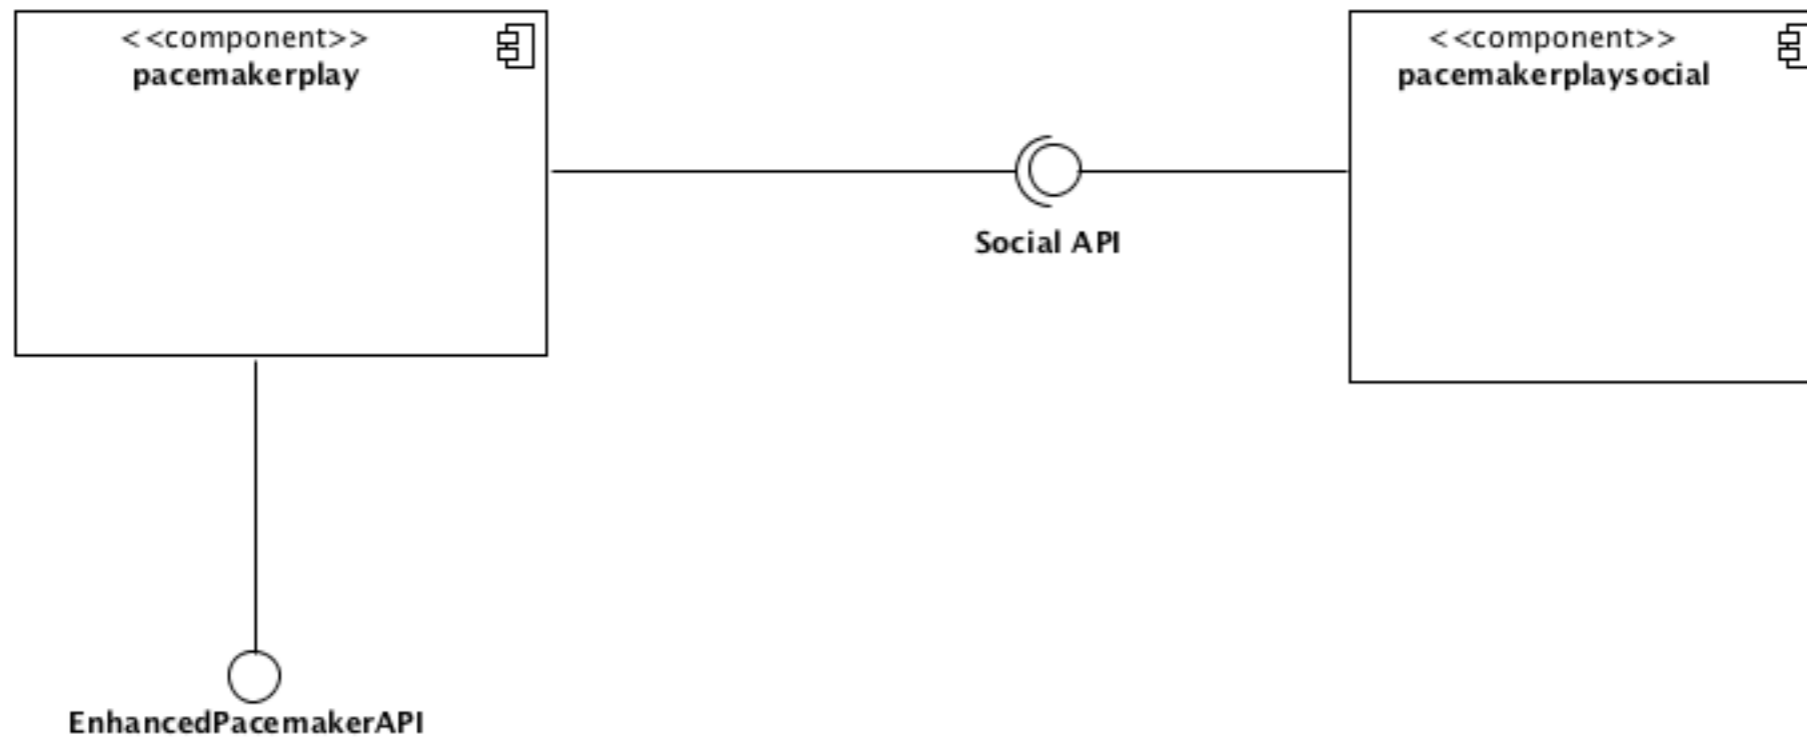 <<component>>
pacemakerplay
<<component>>
pacemakerplaysocial
Social API
EnhancedPacemakerAPI